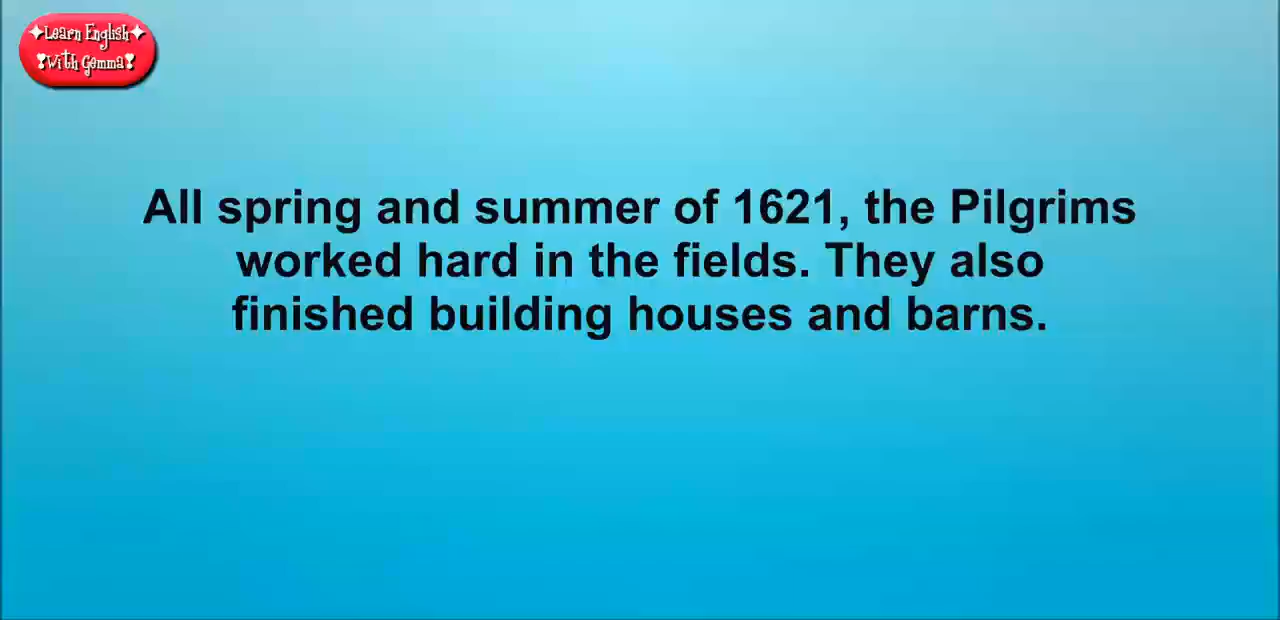 ✦Learn English✦
❣With Gemma❣
All spring and summer of 1621, the Pilgrims
worked hard in the fields. They also
finished building houses and barns.